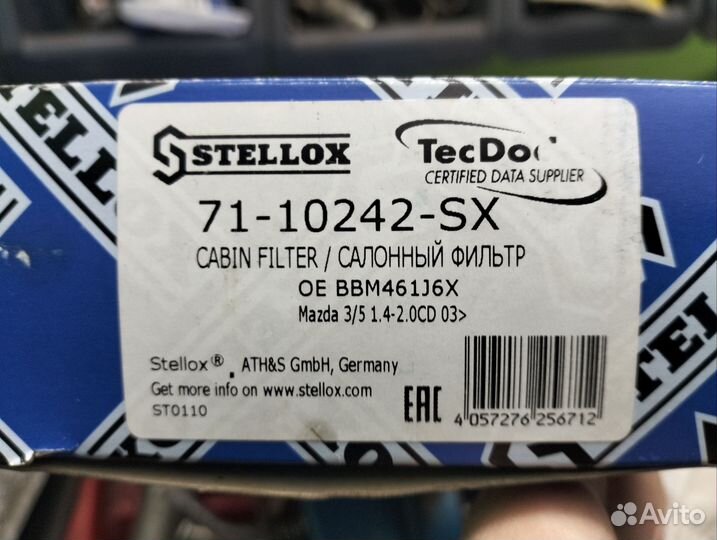 STELLOX
TecDoc
CERTIFIED DATA SUPPLIER
71-10242-SX
CABIN FILTER / САЛОННЫЙ ФИЛЬТР
OE BBM461J6X
Mazda 3/5 1.4-2.0CD 03>
Stellox®. ATH&S GmbH, Germany
Get more info on www.stellox.com
ST0110
EAC
4 057276 256712
Avito